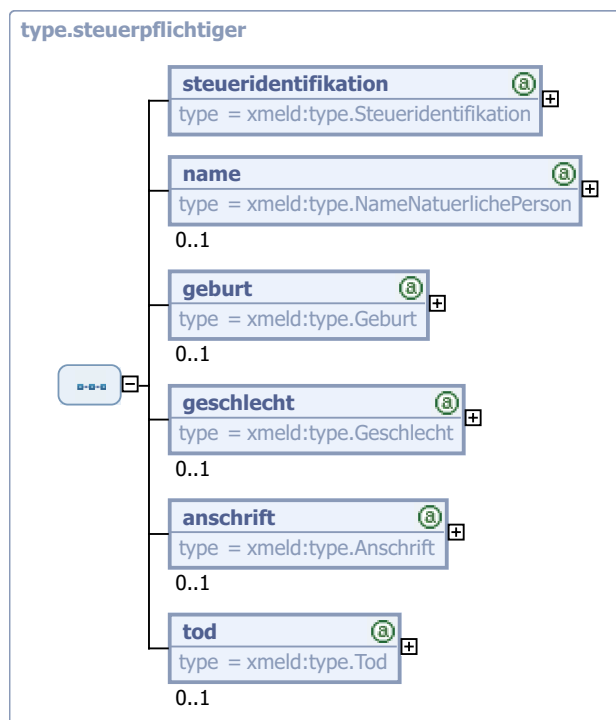 type.steuerpflichtiger
steueridentifikation a
type = xmeld:type.Steueridentifikation
name a
type = xmeld:type.NameNatuerlichePerson
0..1
geburt a
type = xmeld:type.Geburt
0..1
geschlecht a
type = xmeld:type.Geschlecht
0..1
anschrift a
type = xmeld:type.Anschrift
0..1
tod a
type = xmeld:type.Tod
0..1